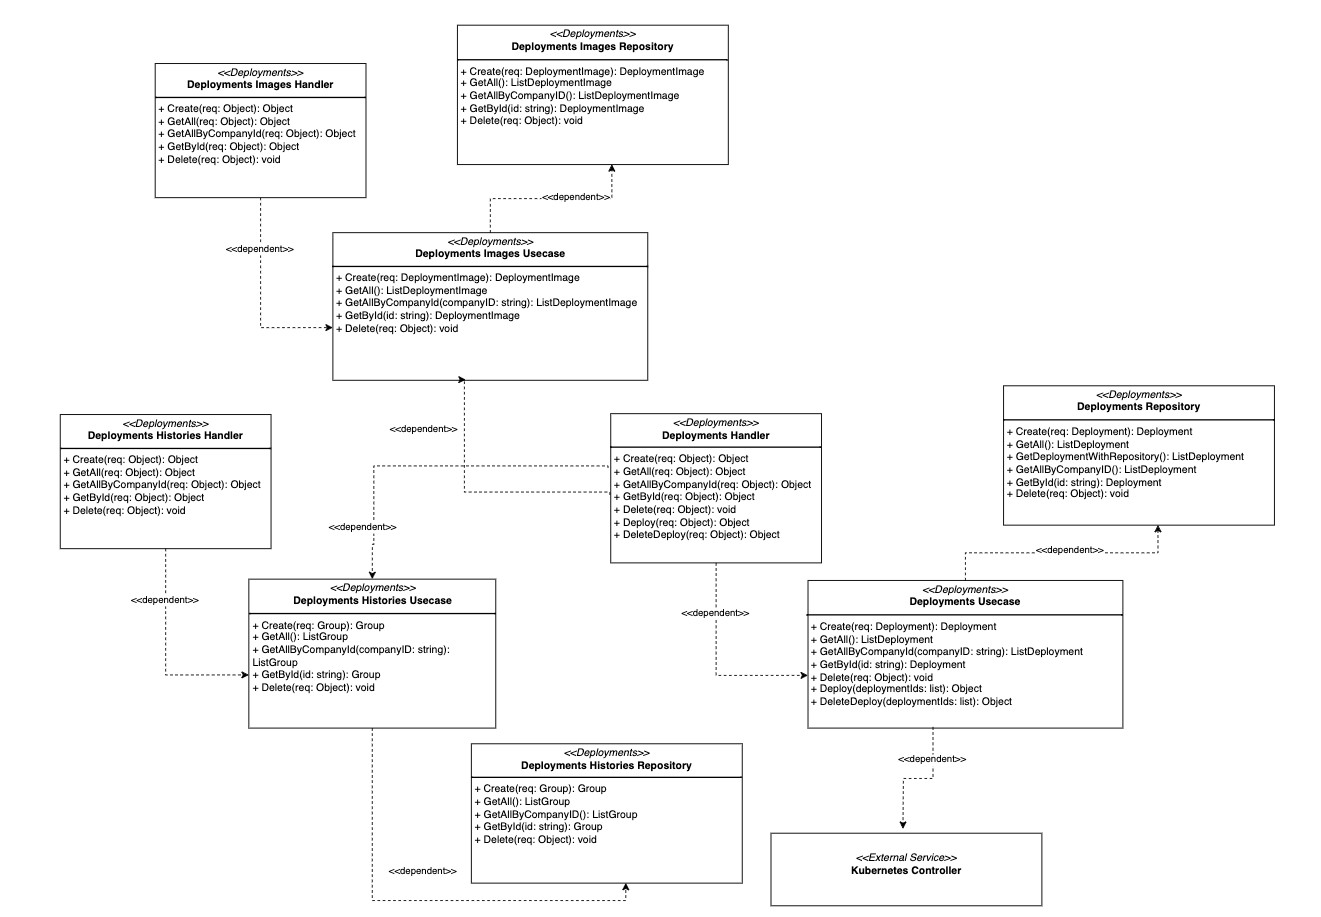 <<Deployments>>
Deployments Images Repository
+ Create(req: DeploymentImage): DeploymentImage
+ GetAll(): ListDeploymentImage
+ GetAllByCompanyID(): ListDeploymentImage
+ GetById(id: string): DeploymentImage
+ Delete(req: Object): void
<<Deployments>>
Deployments Images Handler
+ Create(req: Object): Object
+ GetAll(req: Object): Object
+ GetAllByCompanyId(req: Object): Object
+ GetById(req: Object): Object
+ Delete(req: Object): void
<<dependent>>
<<dependent>>
<<Deployments>>
Deployments Images Usecase
+ Create(req: DeploymentImage): DeploymentImage
+ GetAll(): ListDeploymentImage
+ GetAllByCompanyId(companyID: string): ListDeploymentImage
+ GetById(id: string): DeploymentImage
+ Delete(req: Object): void
<<dependent>>
<<Deployments>>
Deployments Histories Handler
+ Create(req: Object): Object
+ GetAll(req: Object): Object
+ GetAllByCompanyId(req: Object): Object
+ GetById(req: Object): Object
+ Delete(req: Object): void
<<Deployments>>
Deployments Handler
+ Create(req: Object): Object
+ GetAll(req: Object): Object
+ GetAllByCompanyId(req: Object): Object
+ GetById(req: Object): Object
+ Delete(req: Object): void
+ Deploy(req: Object): Object
+ DeleteDeploy(req: Object): Object
<<Deployments>>
Deployments Repository
+ Create(req: Deployment): Deployment
+ GetAll(): ListDeployment
+ GetDeploymentWithRepository(): ListDeployment
+ GetAllByCompanyID(): ListDeployment
+ GetById(id: string): Deployment
+ Delete(req: Object): void
<<dependent>>
<<dependent>>
<<dependent>>
<<dependent>>
<<Deployments>>
Deployments Histories Usecase
+ Create(req: Group): Group
+ GetAll(): ListGroup
+ GetAllByCompanyId(companyID: string):
ListGroup
+ GetById(id: string): Group
+ Delete(req: Object): void
<<Deployments>>
Deployments Usecase
+ Create(req: Deployment): Deployment
+ GetAll(): ListDeployment
+ GetAllByCompanyId(companyID: string): ListDeployment
+ GetById(id: string): Deployment
+ Delete(req: Object): void
+ Deploy(deploymentIds: list): Object
+ DeleteDeploy(deploymentIds: list): Object
<<Deployments>>
Deployments Histories Repository
+ Create(req: Group): Group
+ GetAll(): ListGroup
+ GetAllByCompanyID(): ListGroup
+ GetById(id: string): Group
+ Delete(req: Object): void
<<dependent>>
<<dependent>>
<<External Service>>
Kubernetes Controller